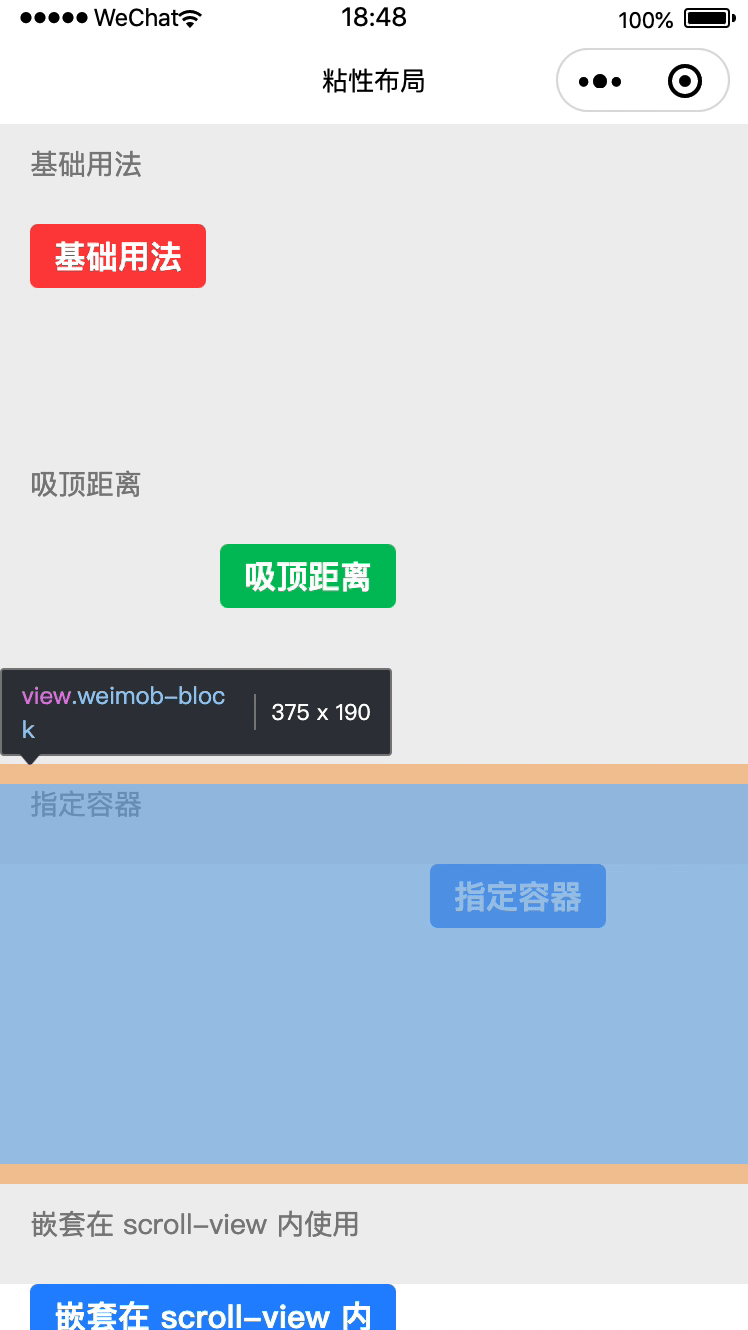 ●●●●● WeChat 18:48 100%
粘性布局
基础用法
基础用法
吸顶距离
吸顶距离
view.weimob-bloc
k
375 x 190
指定容器
指定容器
嵌套在 scroll-view 内使用
嵌套在 scroll-view 内